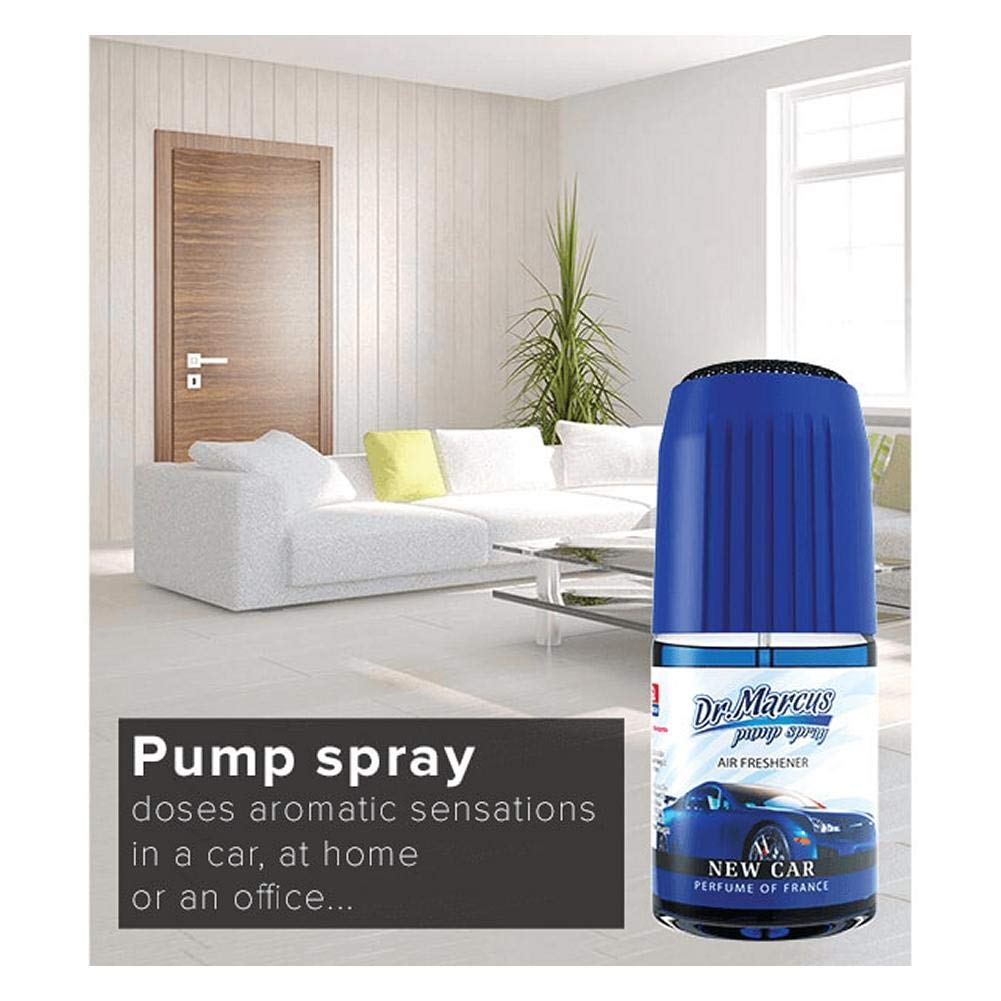 Pump spray
doses aromatic sensations
in a car, at home
or an office...
Dr.Marcus
pump spray
AIR FRESHENER
NEW CAR
PERFUME OF FRANCE